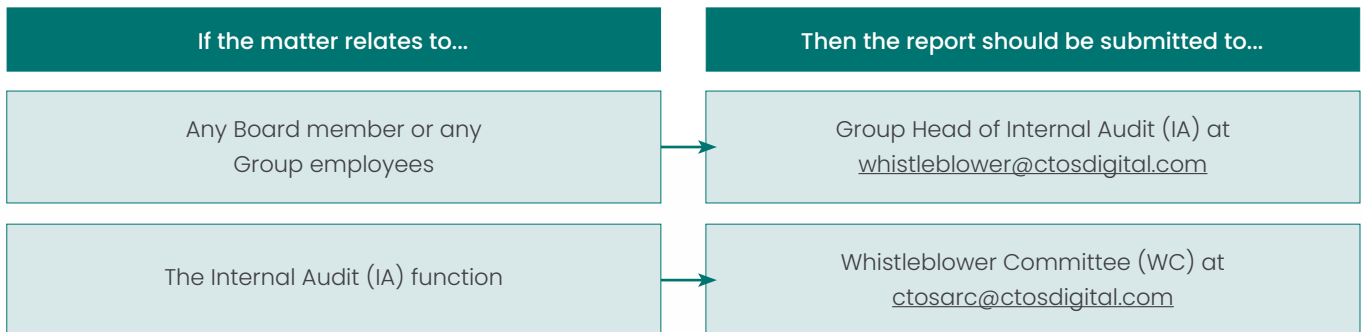 If the matter relates to...
Then the report should be submitted to...
Any Board member or any
Group employees
Group Head of Internal Audit (IA) at
whistleblower@ctosdigital.com
The Internal Audit (IA) function
Whistleblower Committee (WC) at
ctosarc@ctosdigital.com